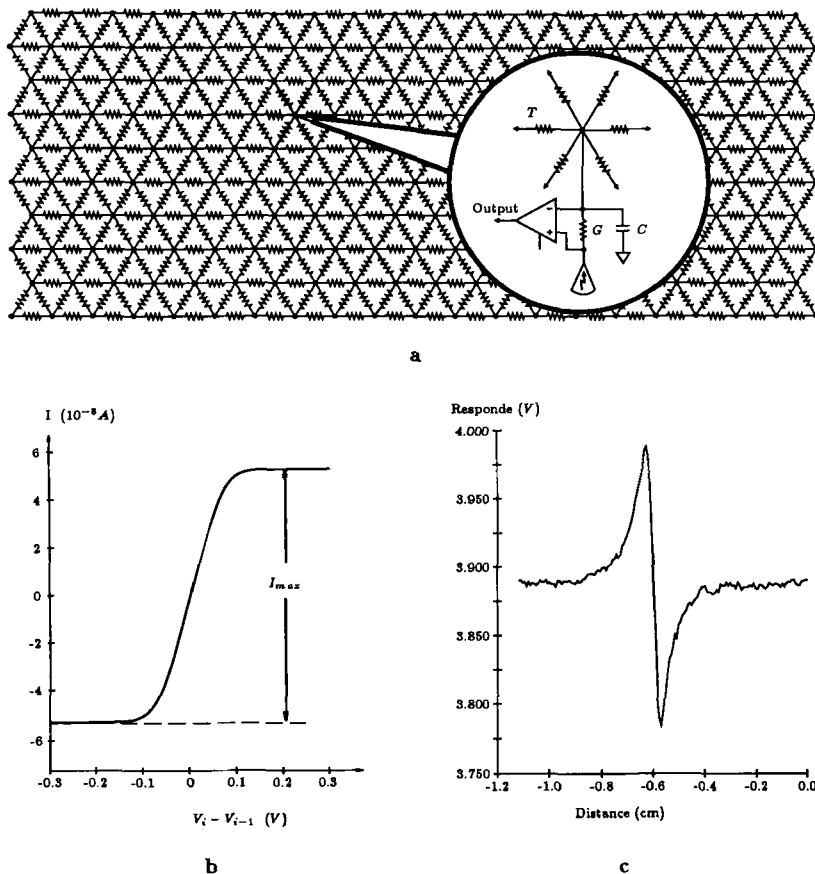 T
Output
G
C
-
+
a
I (10⁻⁸A)
6
4
2
0
-2
-4
-6
-0.3 -0.2 -0.1 0 0.1 0.2 0.3
I_max
V_i − V_{i−1} (V)
b
Responde (V)
4.000
3.950
3.900
3.850
3.800
3.750
-1.2 -1.0 -0.8 -0.6 -0.4 -0.2 0.0
Distance (cm)
c